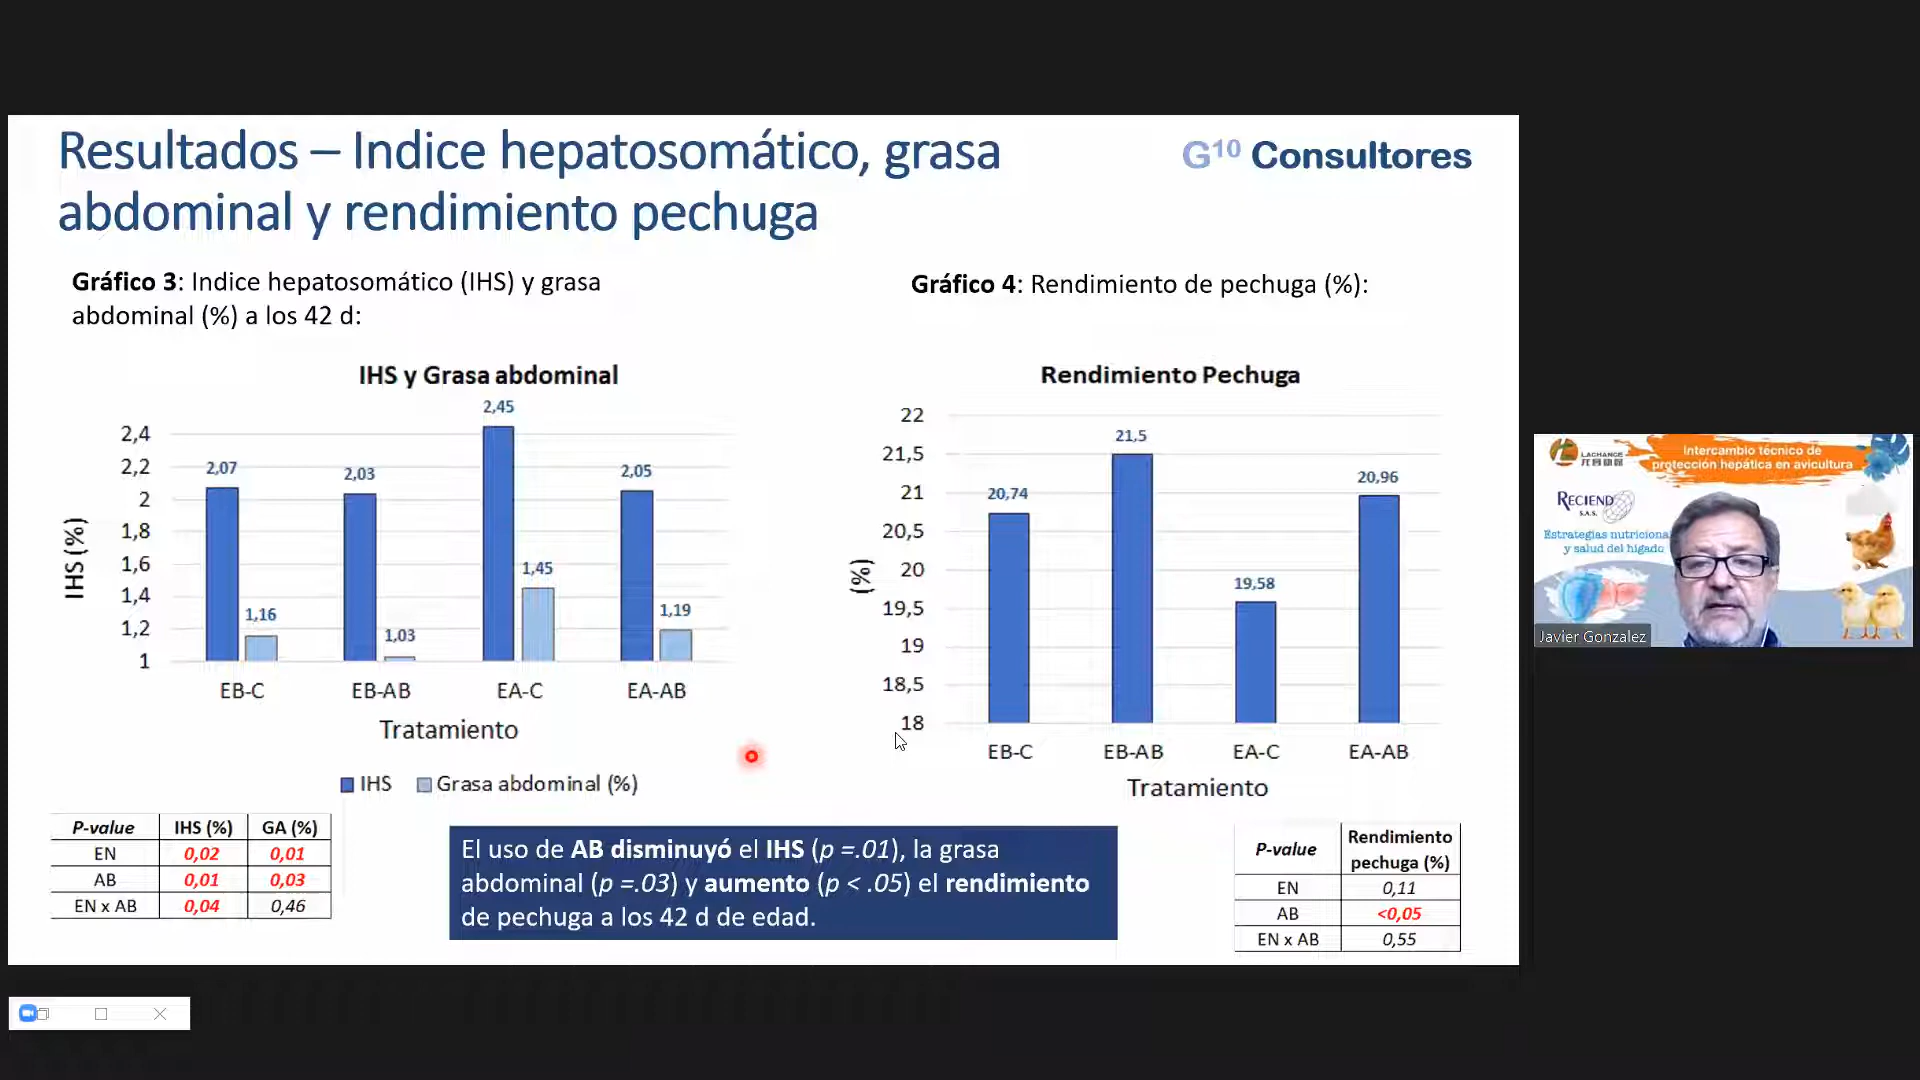 Resultados – Indice hepatosomático, grasa
abdominal y rendimiento pechuga
G10 Consultores
Gráfico 3: Indice hepatosomático (IHS) y grasa
abdominal (%) a los 42 d:
IHS y Grasa abdominal
IHS (%)
2,4
2,2
2
1,8
1,6
1,4
1,2
1
2,07
1,16
2,03
1,03
2,45
1,45
2,05
1,19
EB-C EB-AB EA-C EA-AB
Tratamiento
IHS Grasa abdominal (%)
P-value IHS (%) GA (%)
EN 0,02 0,01
AB 0,01 0,03
EN x AB 0,04 0,46
Gráfico 4: Rendimiento de pechuga (%):
Rendimiento Pechuga
(%)
22
21,5
21
20,5
20
19,5
19
18,5
18
20,74
21,5
19,58
20,96
EB-C EB-AB EA-C EA-AB
Tratamiento
El uso de AB disminuyó el IHS (p =.01), la grasa
abdominal (p =.03) y aumento (p < .05) el rendimiento
de pechuga a los 42 d de edad.
P-value Rendimiento
pechuga (%)
EN 0,11
AB <0,05
EN x AB 0,55
LACHANCE
Intercambio técnico de
protección hepática en avicultura
RECIEND
S.A.S.
Estrategias nutriciona
y salud del hígado
Javier Gonzalez